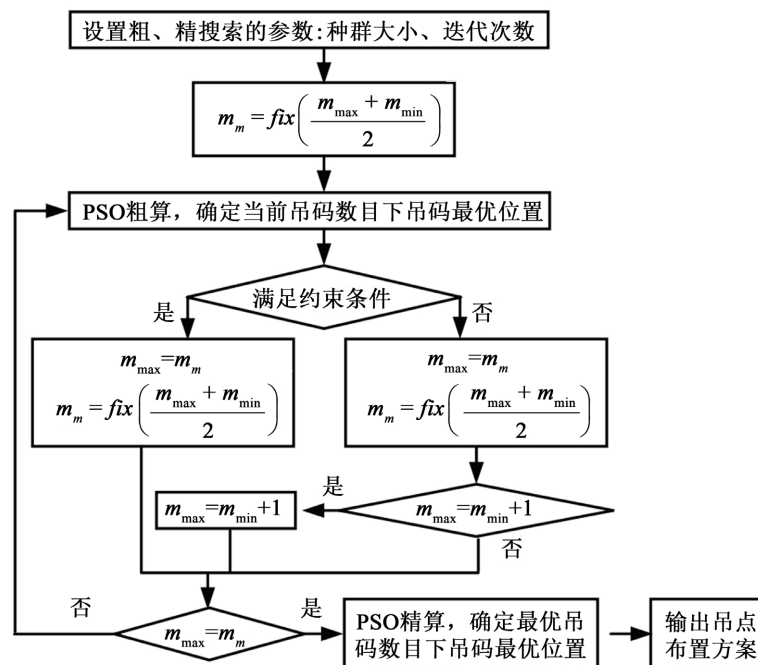 设置粗、精搜索的参数:种群大小、迭代次数
m_m = fix((m_max + m_min)/2)
PSO粗算，确定当前吊码数目下吊码最优位置
满足约束条件
是
否
m_max=m_m
m_m = fix((m_max + m_min)/2)
m_max=m_m
m_m = fix((m_max + m_min)/2)
是
m_max=m_min+1
m_max=m_min+1
否
否
m_max=m_m
是
PSO精算，确定最优吊
码数目下吊码最优位置
输出吊点
布置方案